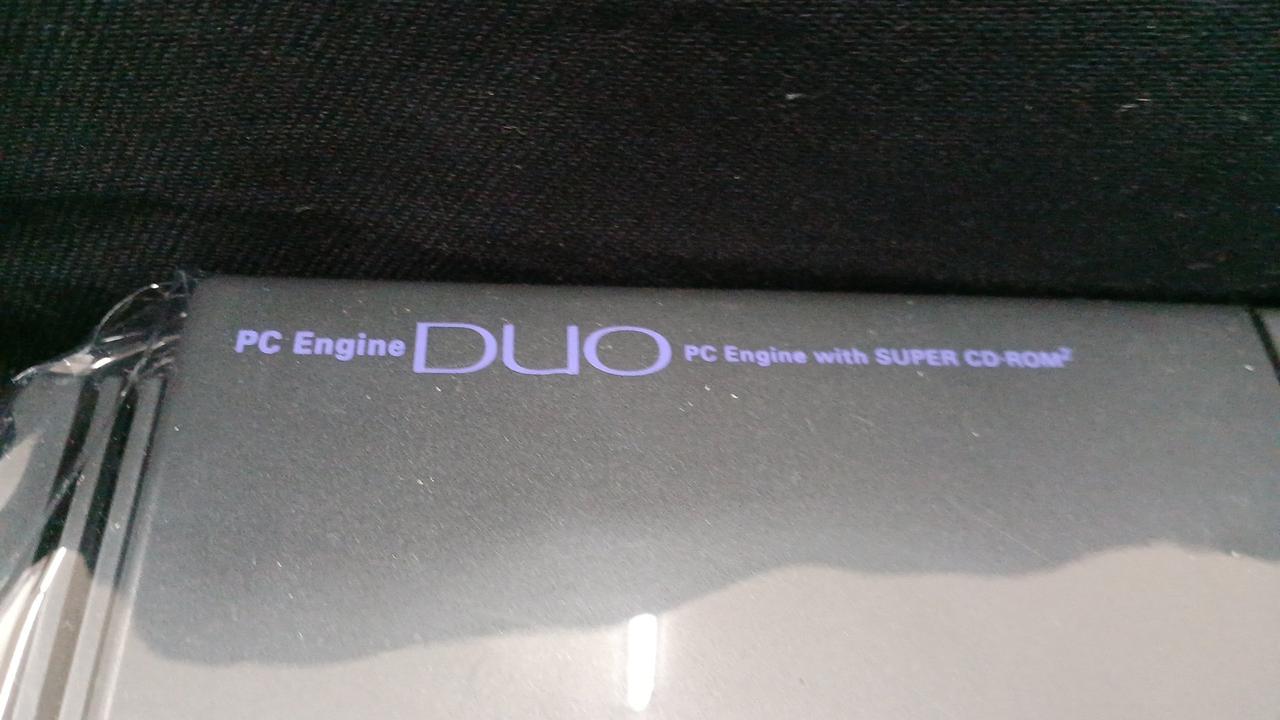 PC Engine DUO PC Engine with SUPER CD-ROM²